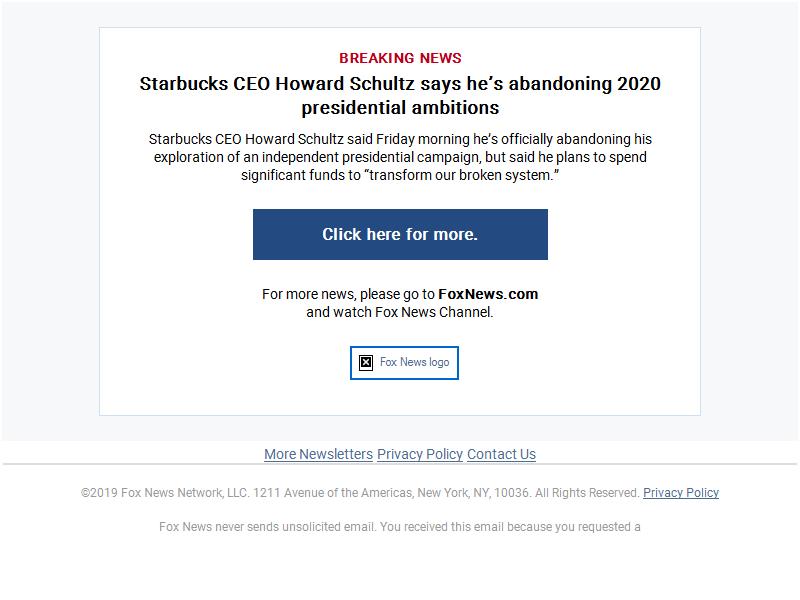 BREAKING NEWS
Starbucks CEO Howard Schultz says he’s abandoning 2020
presidential ambitions
Starbucks CEO Howard Schultz said Friday morning he’s officially abandoning his
exploration of an independent presidential campaign, but said he plans to spend
significant funds to “transform our broken system.”
Click here for more.
For more news, please go to FoxNews.com
and watch Fox News Channel.
Fox News logo
More Newsletters Privacy Policy Contact Us
©2019 Fox News Network, LLC. 1211 Avenue of the Americas, New York, NY, 10036. All Rights Reserved. Privacy Policy
Fox News never sends unsolicited email. You received this email because you requested a